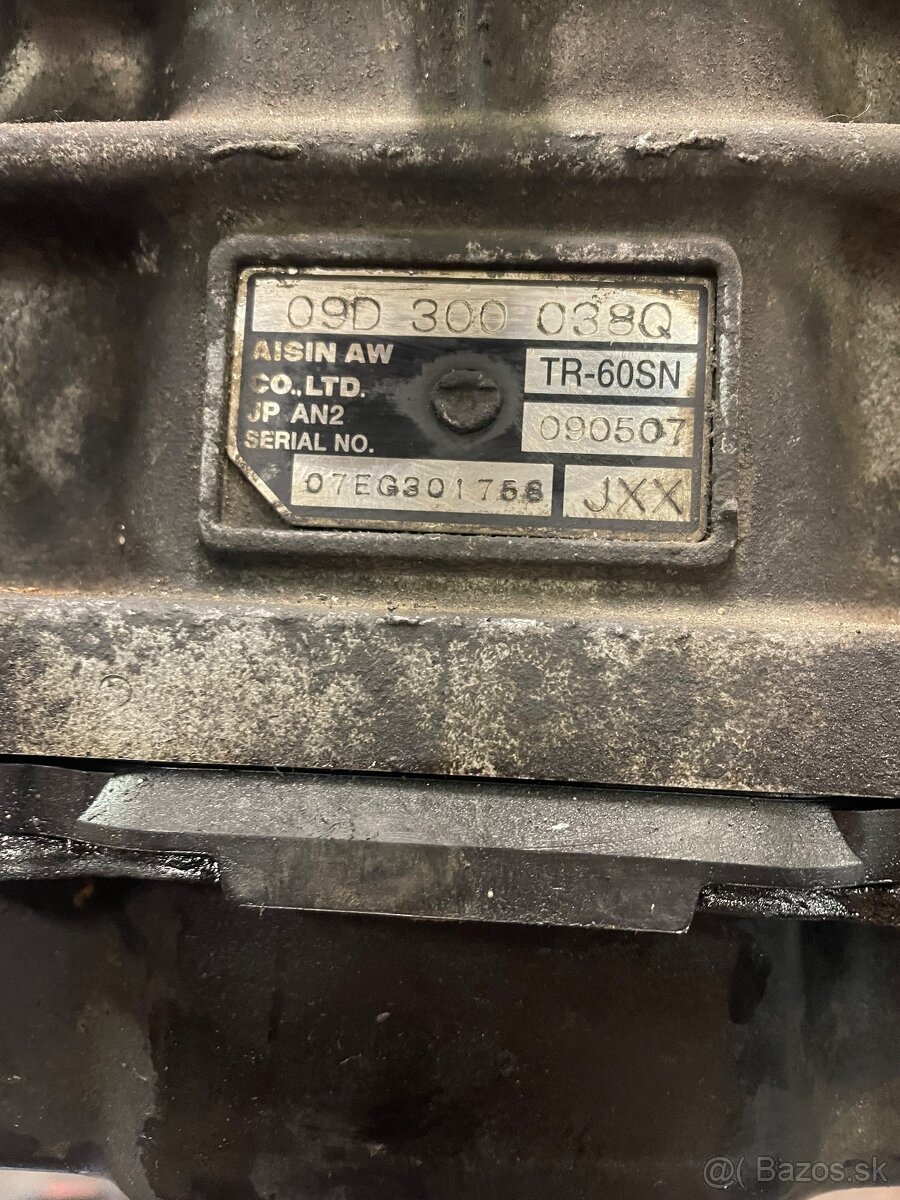 09D 300 038Q
AISIN AW
CO.,LTD.
JP AN2
SERIAL NO.
TR-60SN
090507
07EG301758
JXX
@( Bazos.sk